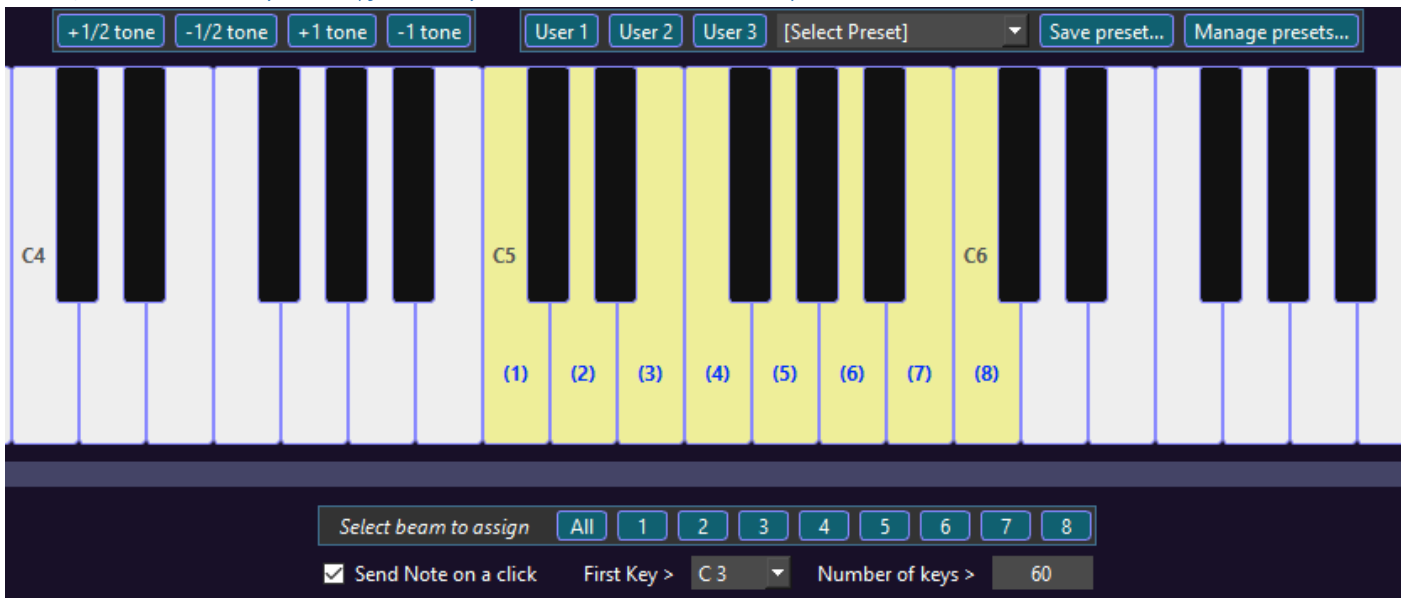 +1/2 tone -1/2 tone +1 tone -1 tone User 1 User 2 User 3 [Select Preset] Save preset... Manage presets...
C4 C5 C6
(1) (2) (3) (4) (5) (6) (7) (8)
Select beam to assign All 1 2 3 4 5 6 7 8
Send Note on a click First Key > C 3 Number of keys > 60